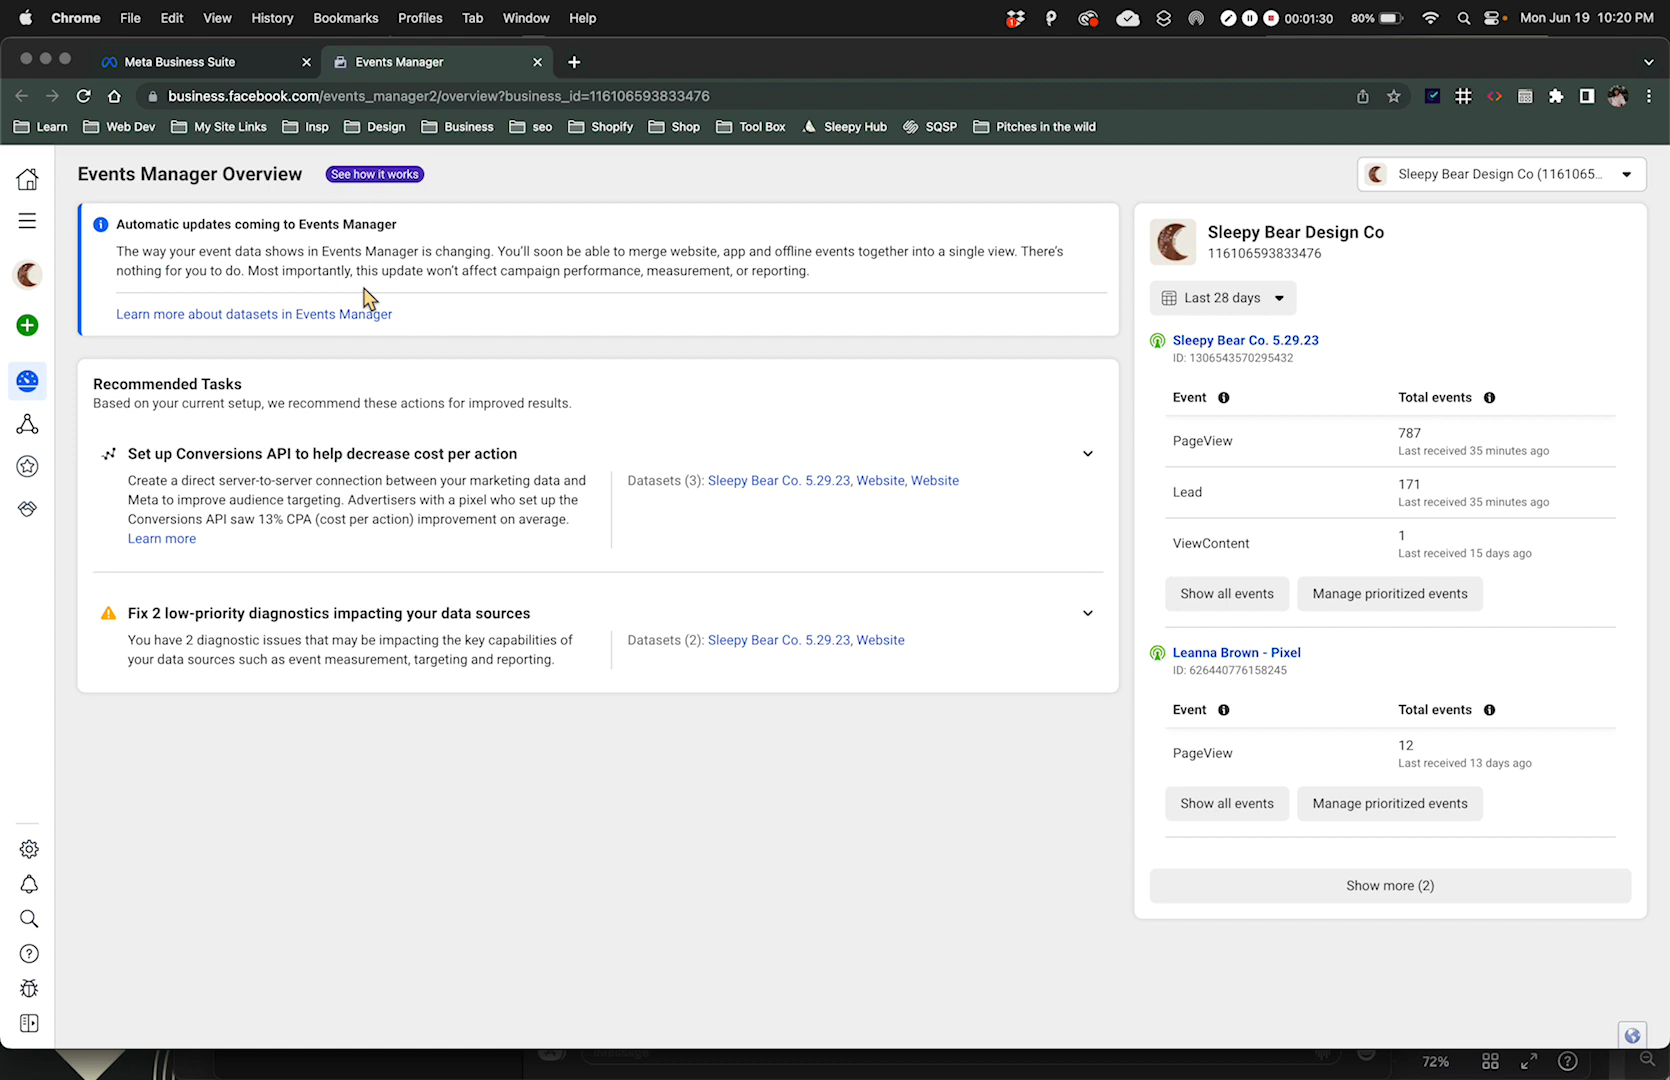 Chrome File Edit View History Bookmarks Profiles Tab Window Help
1
00:01:30 80% Mon Jun 19 10:20 PM
Meta Business Suite
Events Manager
business.facebook.com/events_manager2/overview?business_id=116106593833476
Learn Web Dev My Site Links Insp Design Business seo Shopify Shop Tool Box Sleepy Hub SQSP Pitches in the wild
Events Manager Overview
See how it works
Sleepy Bear Design Co (1161065...
Automatic updates coming to Events Manager
The way your event data shows in Events Manager is changing. You'll soon be able to merge website, app and offline events together into a single view. There's
nothing for you to do. Most importantly, this update won't affect campaign performance, measurement, or reporting.
Learn more about datasets in Events Manager
Recommended Tasks
Based on your current setup, we recommend these actions for improved results.
Set up Conversions API to help decrease cost per action
Create a direct server-to-server connection between your marketing data and
Meta to improve audience targeting. Advertisers with a pixel who set up the
Conversions API saw 13% CPA (cost per action) improvement on average.
Learn more
Datasets (3): Sleepy Bear Co. 5.29.23, Website, Website
Fix 2 low-priority diagnostics impacting your data sources
You have 2 diagnostic issues that may be impacting the key capabilities of
your data sources such as event measurement, targeting and reporting.
Datasets (2): Sleepy Bear Co. 5.29.23, Website
Sleepy Bear Design Co
116106593833476
Last 28 days
Sleepy Bear Co. 5.29.23
ID: 1306543570295432
Event Total events
PageView
787
Last received 35 minutes ago
Lead
171
Last received 35 minutes ago
ViewContent
1
Last received 15 days ago
Show all events
Manage prioritized events
Leanna Brown - Pixel
ID: 626440776158245
Event Total events
PageView
12
Last received 13 days ago
Show all events
Manage prioritized events
Show more (2)
72%